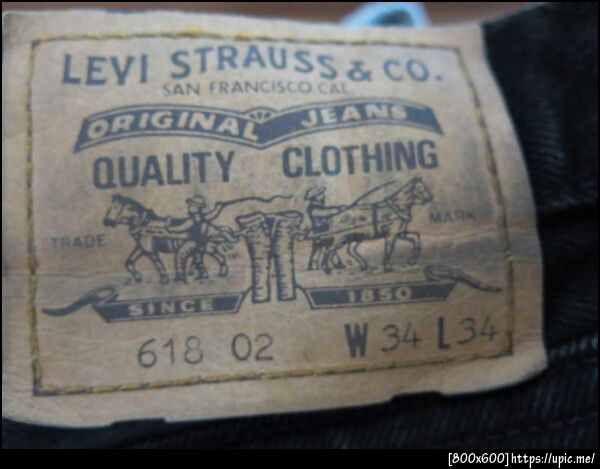 LEVI STRAUSS & CO.
SAN FRANCISCO CAL
ORIGINAL JEANS
QUALITY CLOTHING
TRADE MARK
SINCE 1850
618 02 W 34 L 34
[800x600]https://upic.me/